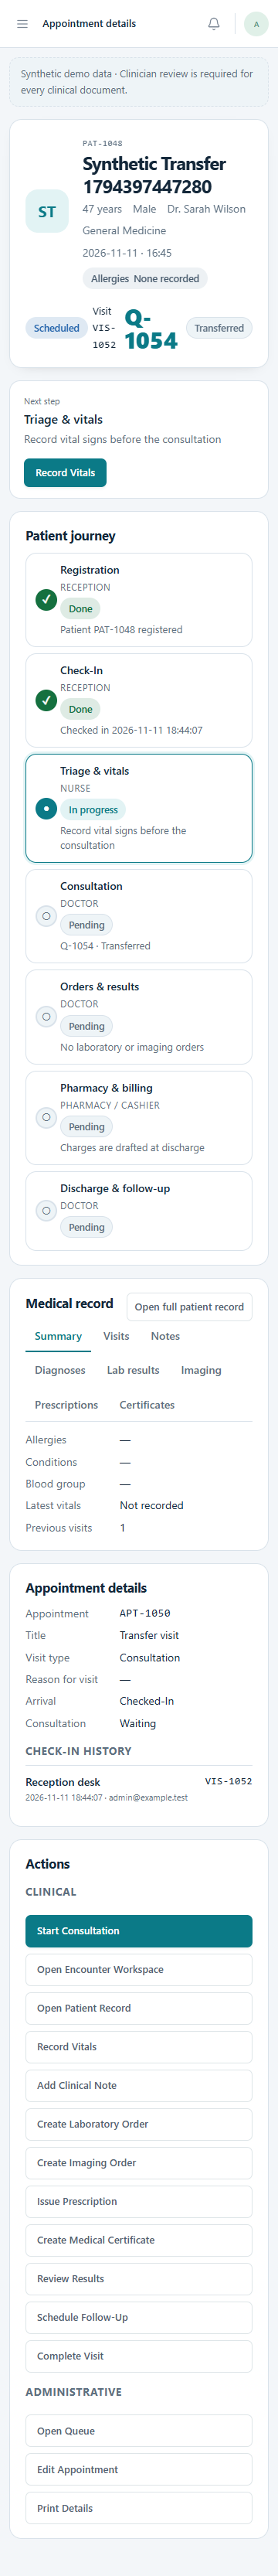 Appointment details
A
Synthetic demo data · Clinician review is required for
every clinical document.
PAT-1048
ST
Synthetic Transfer
1794397447280
47 years Male Dr. Sarah Wilson
General Medicine
2026-11-11 · 16:45
Allergies None recorded
Scheduled
Visit
VIS-
1052
Q-
1054
Transferred
Next step
Triage & vitals
Record vital signs before the consultation
Record Vitals
Patient journey
Registration
RECEPTION
Done
Patient PAT-1048 registered
Check-In
RECEPTION
Done
Checked in 2026-11-11 18:44:07
Triage & vitals
NURSE
In progress
Record vital signs before the
consultation
Consultation
DOCTOR
Pending
Q-1054 · Transferred
Orders & results
DOCTOR
Pending
No laboratory or imaging orders
Pharmacy & billing
PHARMACY / CASHIER
Pending
Charges are drafted at discharge
Discharge & follow-up
DOCTOR
Pending
Medical record
Open full patient record
Summary Visits Notes
Diagnoses Lab results Imaging
Prescriptions Certificates
Allergies —
Conditions —
Blood group —
Latest vitals Not recorded
Previous visits 1
Appointment details
Appointment APT-1050
Title Transfer visit
Visit type Consultation
Reason for visit —
Arrival Checked-In
Consultation Waiting
CHECK-IN HISTORY
Reception desk VIS-1052
2026-11-11 18:44:07 · admin@example.test
Actions
CLINICAL
Start Consultation
Open Encounter Workspace
Open Patient Record
Record Vitals
Add Clinical Note
Create Laboratory Order
Create Imaging Order
Issue Prescription
Create Medical Certificate
Review Results
Schedule Follow-Up
Complete Visit
ADMINISTRATIVE
Open Queue
Edit Appointment
Print Details